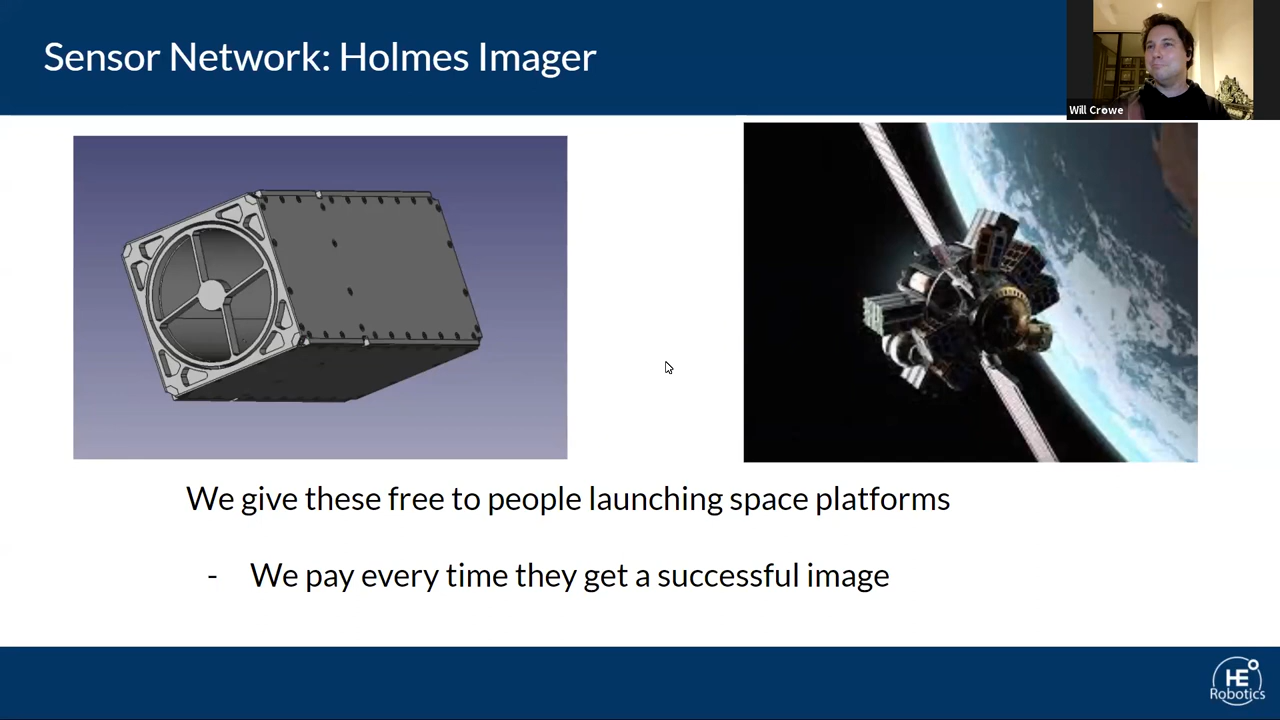 Sensor Network: Holmes Imager
Will Crowe
We give these free to people launching space platforms
- We pay every time they get a successful image
HE
Robotics